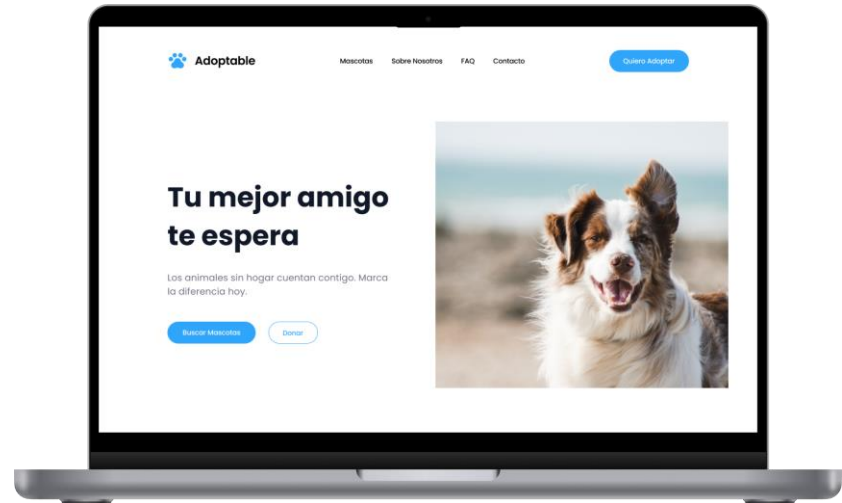 Adoptable
Mascotas Sobre Nosotros FAQ Contacto
Quiero Adoptar
Tu mejor amigo
te espera
Los animales sin hogar cuentan contigo. Marca
la diferencia hoy.
Buscar Mascotas Donar